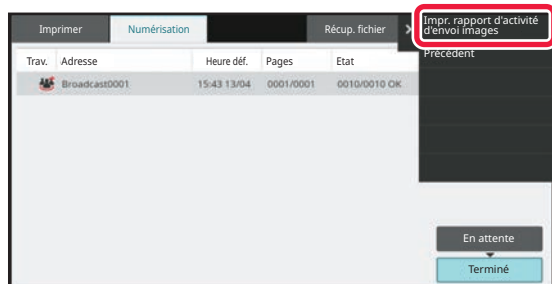 Imprimer Numérisation Récup. fichier
Impr. rapport d'activité
d'envoi images
Précédent
Trav. Adresse Heure déf. Pages Etat
Broadcast0001 15:43 13/04 0001/0001 0010/0010 OK
En attente
Terminé